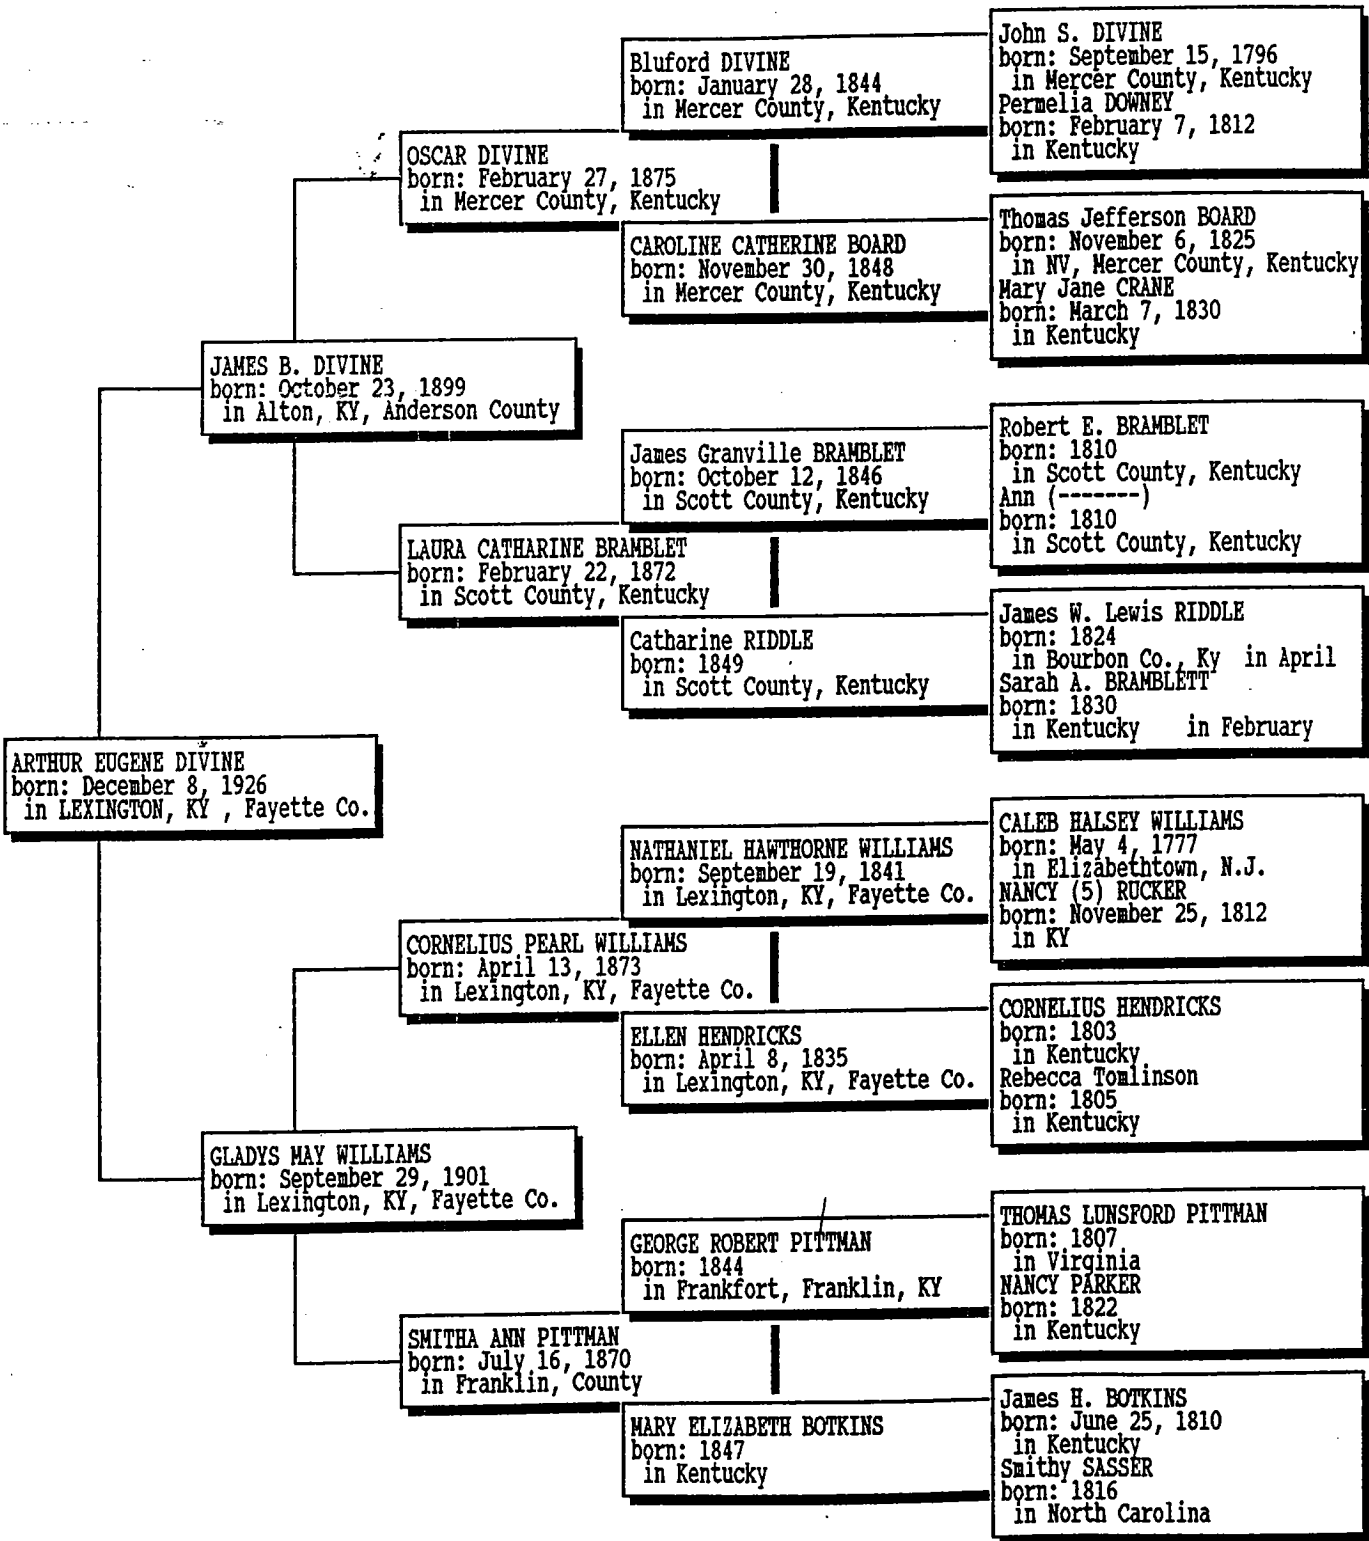 John S. DIVINE
born: September 15, 1796
in Mercer County, Kentucky
Permelia DOWNEY
born: February 7, 1812
in Kentucky
Bluford DIVINE
born: January 28, 1844
in Mercer County, Kentucky
OSCAR DIVINE
born: February 27, 1875
in Mercer County, Kentucky
Thomas Jefferson BOARD
born: November 6, 1825
in NV, Mercer County, Kentucky
Mary Jane CRANE
born: March 7, 1830
in Kentucky
CAROLINE CATHERINE BOARD
born: November 30, 1848
in Mercer County, Kentucky
JAMES B. DIVINE
born: October 23, 1899
in Alton, KY, Anderson County
Robert E. BRAMBLET
born: 1810
in Scott County, Kentucky
Ann (-------)
born: 1810
in Scott County, Kentucky
James Granville BRAMBLET
born: October 12, 1846
in Scott County, Kentucky
LAURA CATHARINE BRAMBLET
born: February 22, 1872
in Scott County, Kentucky
James W. Lewis RIDDLE
born: 1824
in Bourbon Co., Ky in April
Sarah A. BRAMBLETT
born: 1830
in Kentucky in February
Catharine RIDDLE
born: 1849
in Scott County, Kentucky
ARTHUR EUGENE DIVINE
born: December 8, 1926
in LEXINGTON, KY , Fayette Co.
CALEB HALSEY WILLIAMS
born: May 4, 1777
in Elizabethtown, N.J.
NANCY (5) RUCKER
born: November 25, 1812
in KY
NATHANIEL HAWTHORNE WILLIAMS
born: September 19, 1841
in Lexington, KY, Fayette Co.
CORNELIUS PEARL WILLIAMS
born: April 13, 1873
in Lexington, KY, Fayette Co.
CORNELIUS HENDRICKS
born: 1803
in Kentucky
Rebecca Tomlinson
born: 1805
in Kentucky
ELLEN HENDRICKS
born: April 8, 1835
in Lexington, KY, Fayette Co.
GLADYS MAY WILLIAMS
born: September 29, 1901
in Lexington, KY, Fayette Co.
THOMAS LUNSFORD PITTMAN
born: 1807
in Virginia
NANCY PARKER
born: 1822
in Kentucky
GEORGE ROBERT PITTMAN
born: 1844
in Frankfort, Franklin, KY
SMITHA ANN PITTMAN
born: July 16, 1870
in Franklin, County
James H. BOTKINS
born: June 25, 1810
in Kentucky
Smithy SASSER
born: 1816
in North Carolina
MARY ELIZABETH BOTKINS
born: 1847
in Kentucky